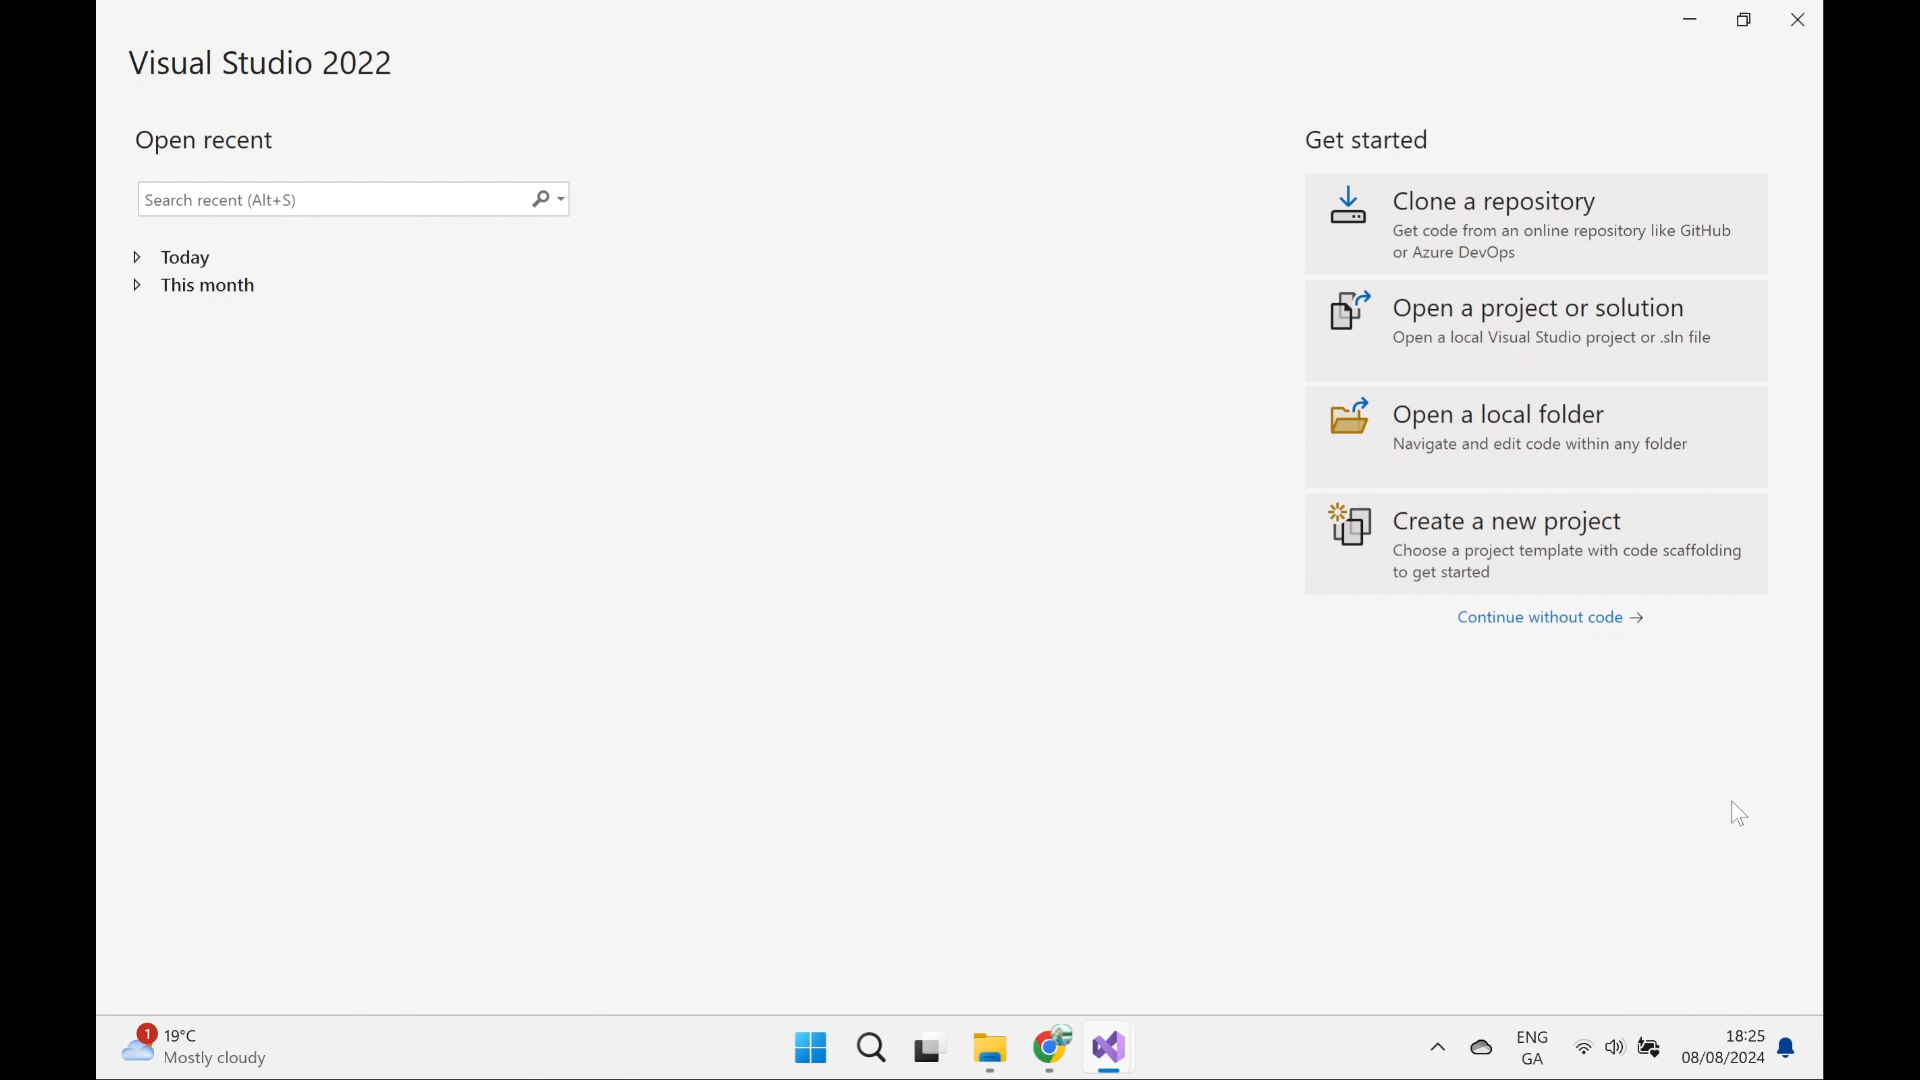 Visual Studio 2022
Open recent
Search recent (Alt+S)
Today
This month
Get started
Clone a repository
Get code from an online repository like GitHub
or Azure DevOps
Open a project or solution
Open a local Visual Studio project or .sln file
Open a local folder
Navigate and edit code within any folder
Create a new project
Choose a project template with code scaffolding
to get started
Continue without code →
1
19°C
Mostly cloudy
ENG
GA
18:25
08/08/2024